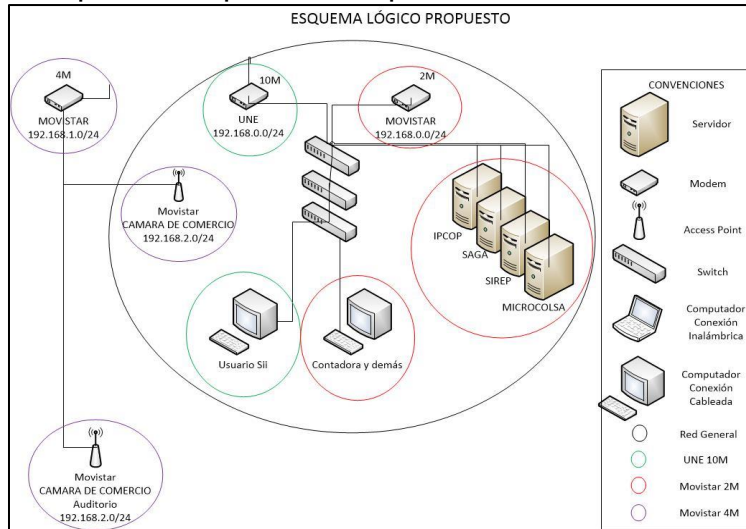 ESQUEMA LÓGICO PROPUESTO
4M
MOVISTAR
192.168.1.0/24
10M
UNE
192.168.0.0/24
2M
MOVISTAR
192.168.0.0/24
Movistar
CAMARA DE COMERCIO
192.168.2.0/24
IPCOP
SAGA
SIREP
MICROCOLSA
Usuario Sii
Contadora y demás
Movistar
CAMARA DE COMERCIO
Auditorio
192.168.2.0/24
CONVENCIONES
Servidor
Modem
Access Point
Switch
Computador
Conexión
Inalámbrica
Computador
Conexión
Cableada
Red General
UNE 10M
Movistar 2M
Movistar 4M